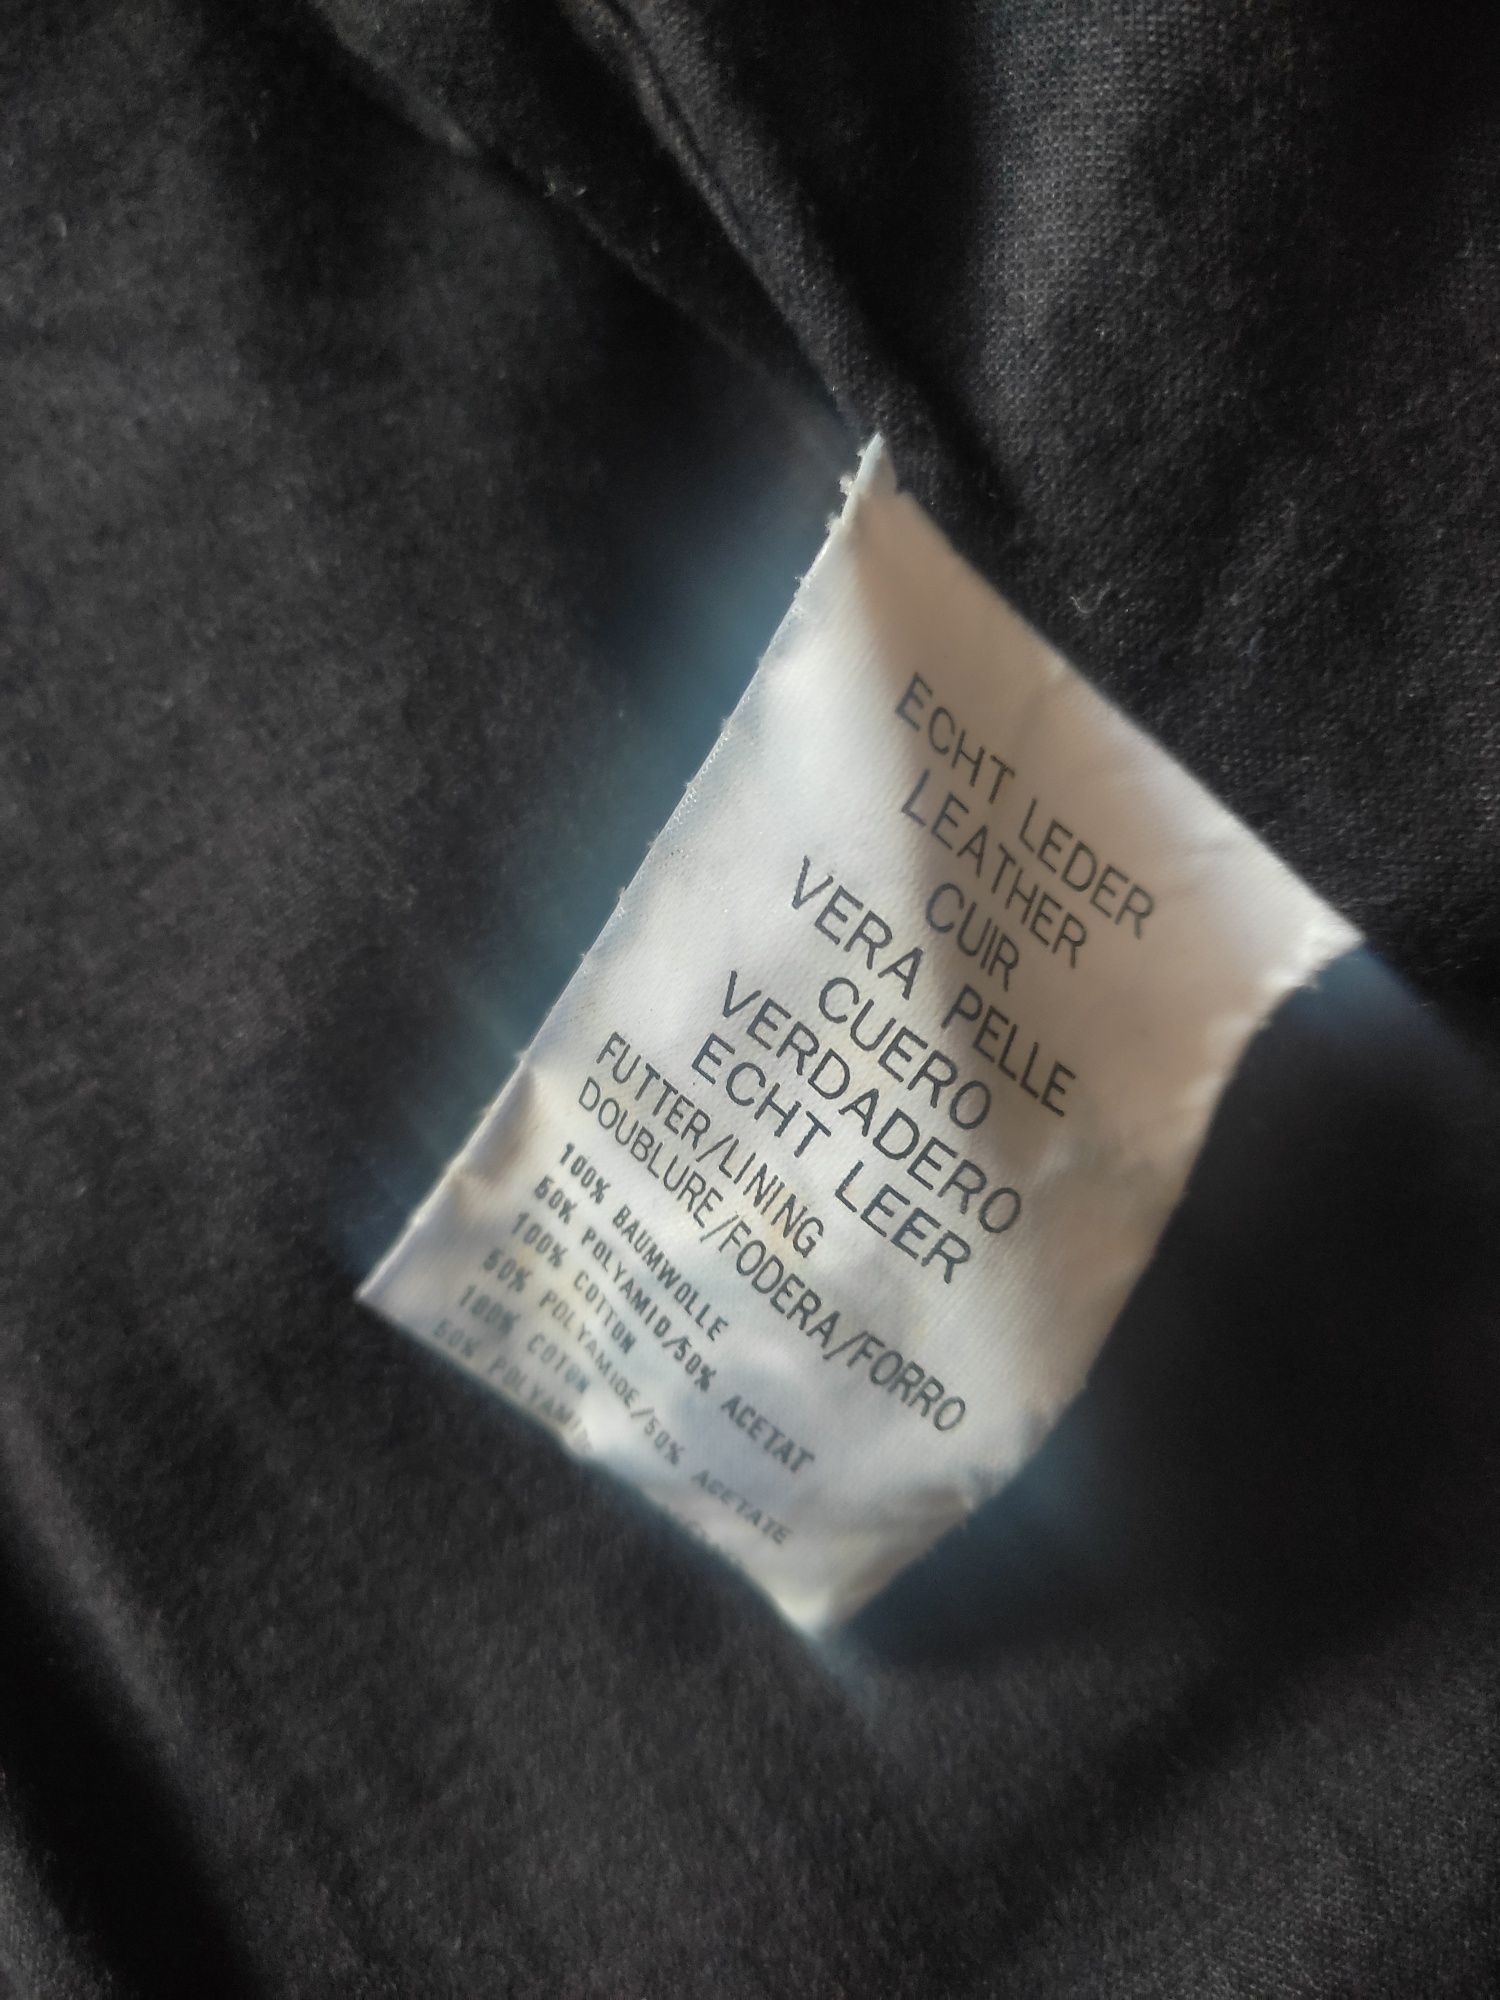 ECHT LEDER
LEATHER
CUIR
VERA PELLE
CUERO
VERDADERO
ECHT LEER
FUTTER/LINING
DOUBLURE/FODERA/FORRO
100% BAUMWOLLE
50% POLYAMID/50% ACETAT
100% COTTON
50% POLYAMIDE/50% ACETATE
100% COTON
50%